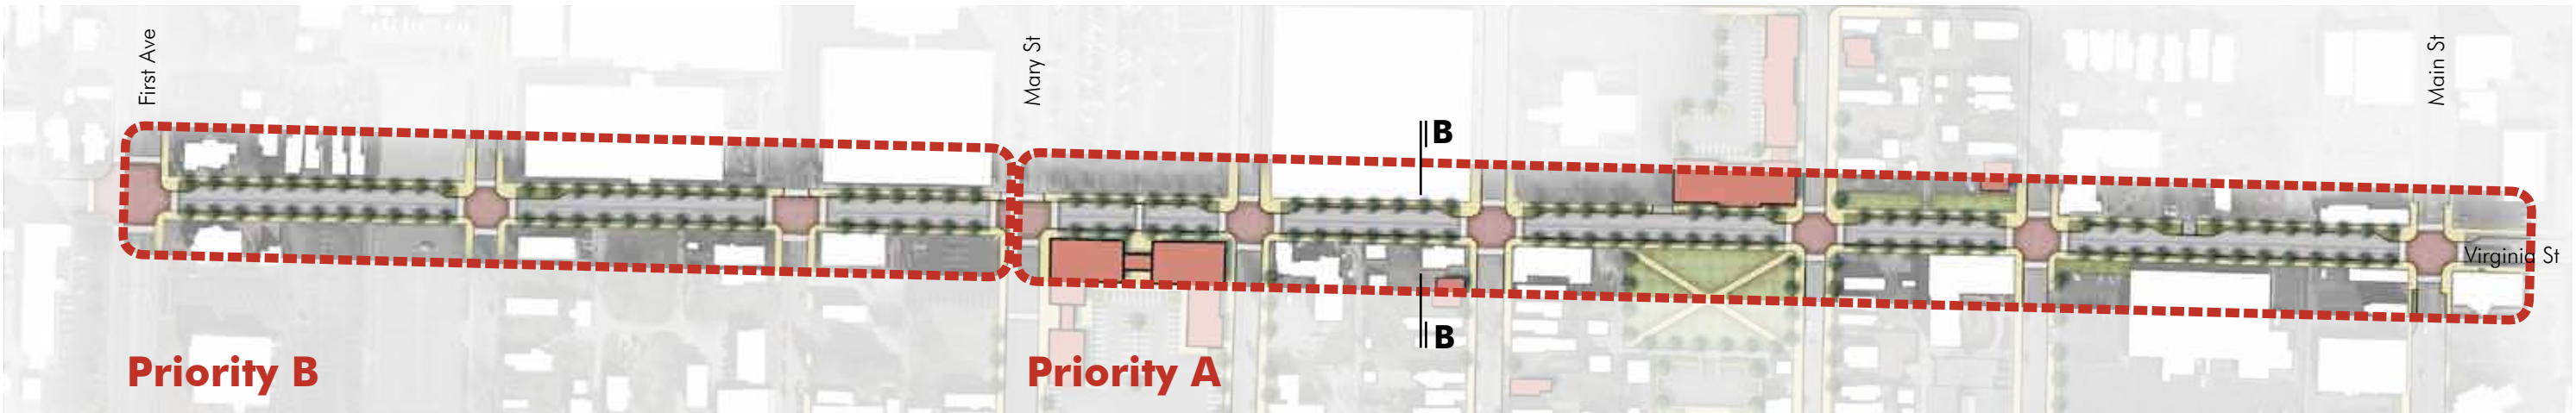 First Ave
Mary St
Main St
B
Virginia St
B
Priority B
Priority A